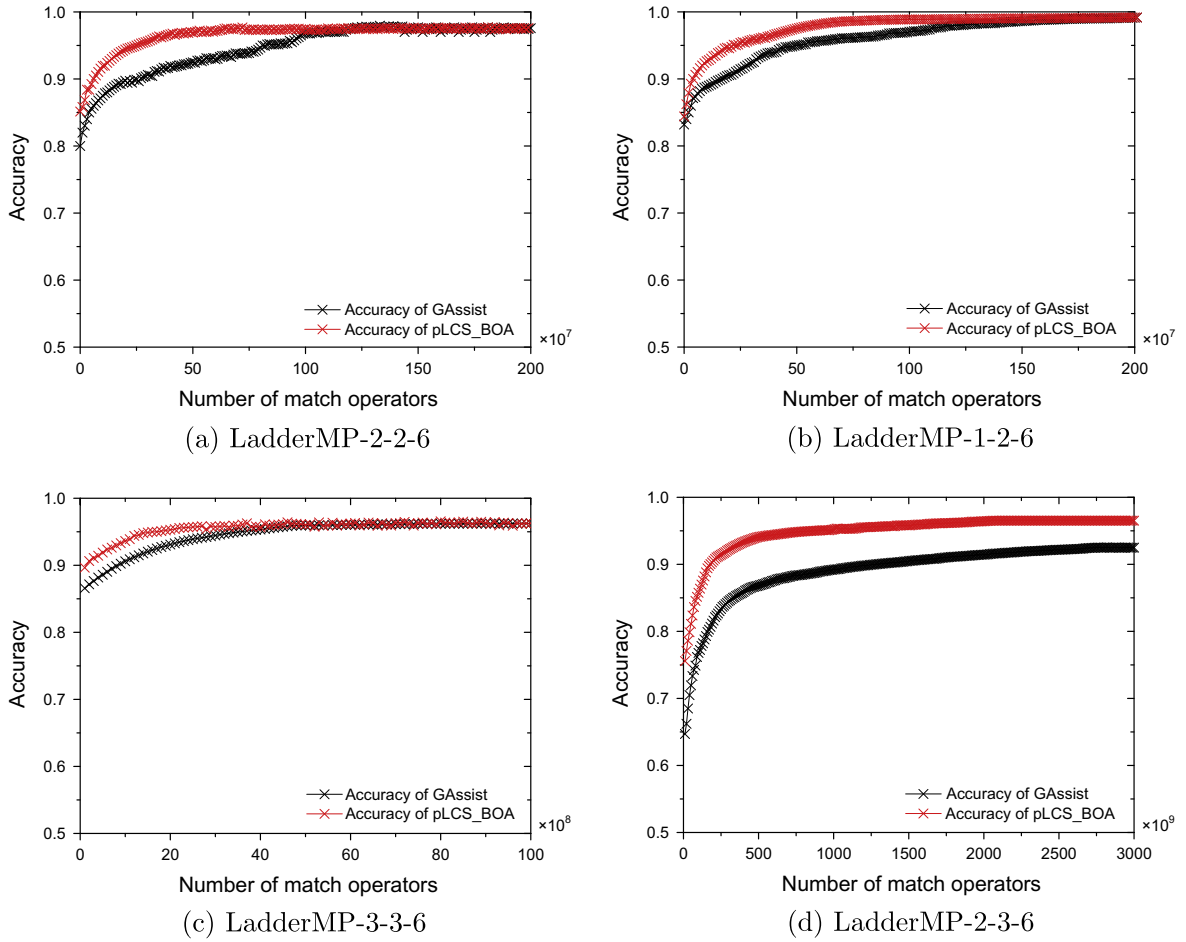 1.0
0.9
0.8
0.7
0.6
0.5
Accuracy
Accuracy of GAssist
Accuracy of pLCS_BOA
×10⁷
0 50 100 150 200
Number of match operators
(a) LadderMP-2-2-6
1.0
0.9
0.8
0.7
0.6
0.5
Accuracy
Accuracy of GAssist
Accuracy of pLCS_BOA
×10⁷
0 50 100 150 200
Number of match operators
(b) LadderMP-1-2-6
1.0
0.9
0.8
0.7
0.6
0.5
Accuracy
Accuracy of GAssist
Accuracy of pLCS_BOA
×10⁸
0 20 40 60 80 100
Number of match operators
(c) LadderMP-3-3-6
1.0
0.9
0.8
0.7
0.6
0.5
Accuracy
Accuracy of GAssist
Accuracy of pLCS_BOA
×10⁹
0 500 1000 1500 2000 2500 3000
Number of match operators
(d) LadderMP-2-3-6